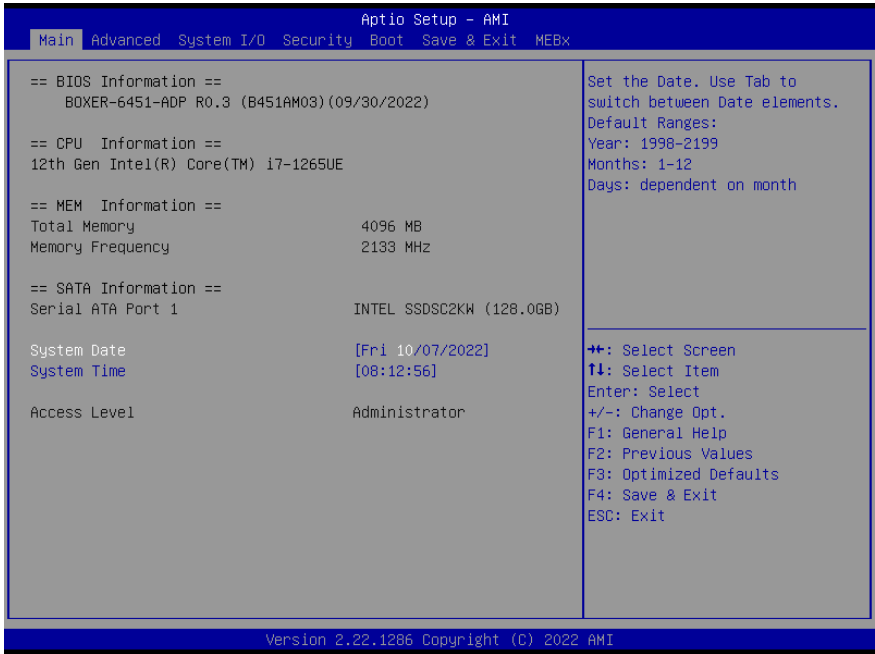 Aptio Setup - AMI
Main Advanced System I/O Security Boot Save & Exit MEBx
== BIOS Information ==
BOXER-6451-ADP R0.3 (B451AM03)(09/30/2022)
== CPU Information ==
12th Gen Intel(R) Core(TM) i7-1265UE
== MEM Information ==
Total Memory 4096 MB
Memory Frequency 2133 MHz
== SATA Information ==
Serial ATA Port 1 INTEL SSDSC2KW (128.0GB)
System Date [Fri 10/07/2022]
System Time [08:12:56]
Access Level Administrator
Set the Date. Use Tab to
switch between Date elements.
Default Ranges:
Year: 1998-2199
Months: 1-12
Days: dependent on month
→←: Select Screen
↑↓: Select Item
Enter: Select
+/-: Change Opt.
F1: General Help
F2: Previous Values
F3: Optimized Defaults
F4: Save & Exit
ESC: Exit
Version 2.22.1286 Copyright (C) 2022 AMI